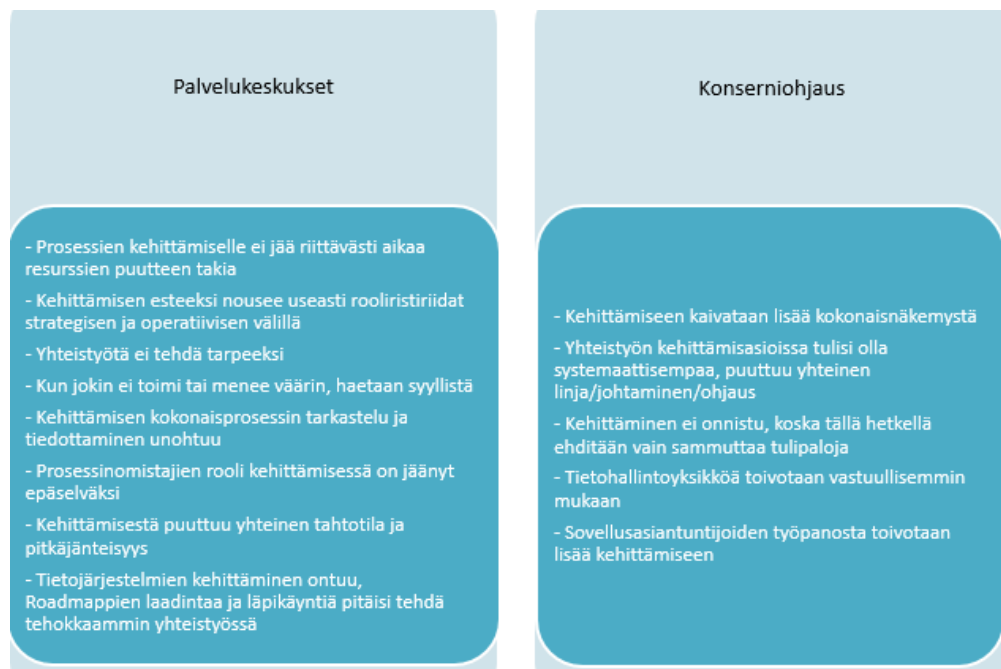 Palvelukeskukset
- Prosessien kehittämiselle ei jää riittävästi aikaa
resurssien puutteen takia
- Kehittämisen esteeksi nousee useasti rooliristiriidat
strategisen ja operatiivisen välillä
- Yhteistyötä ei tehdä tarpeeksi
- Kun jokin ei toimi tai menee väärin, haetaan syyllistä
- Kehittämisen kokonaisprosessin tarkastelu ja
tiedottaminen unohtuu
- Prosessinomistajien rooli kehittämisessä on jäänyt
epäselväksi
- Kehittämisestä puuttuu yhteinen tahtotila ja
pitkäjänteisyys
- Tietojärjestelmien kehittäminen ontuu,
Roadmappien laadintaa ja läpikäyntiä pitäisi tehdä
tehokkaammin yhteistyössä
Konserniohjaus
- Kehittämiseen kaivataan lisää kokonaisnäkemystä
- Yhteistyön kehittämisasioissa tulisi olla
systemaattisempaa, puuttuu yhteinen
linja/johtaminen/ohjaus
- Kehittäminen ei onnistu, koska tällä hetkellä
ehditään vain sammuttaa tulipaloja
- Tietohallintoyksikköä toivotaan vastuullisemmin
mukaan
- Sovellusasiantuntijoiden työpanosta toivotaan
lisää kehittämiseen